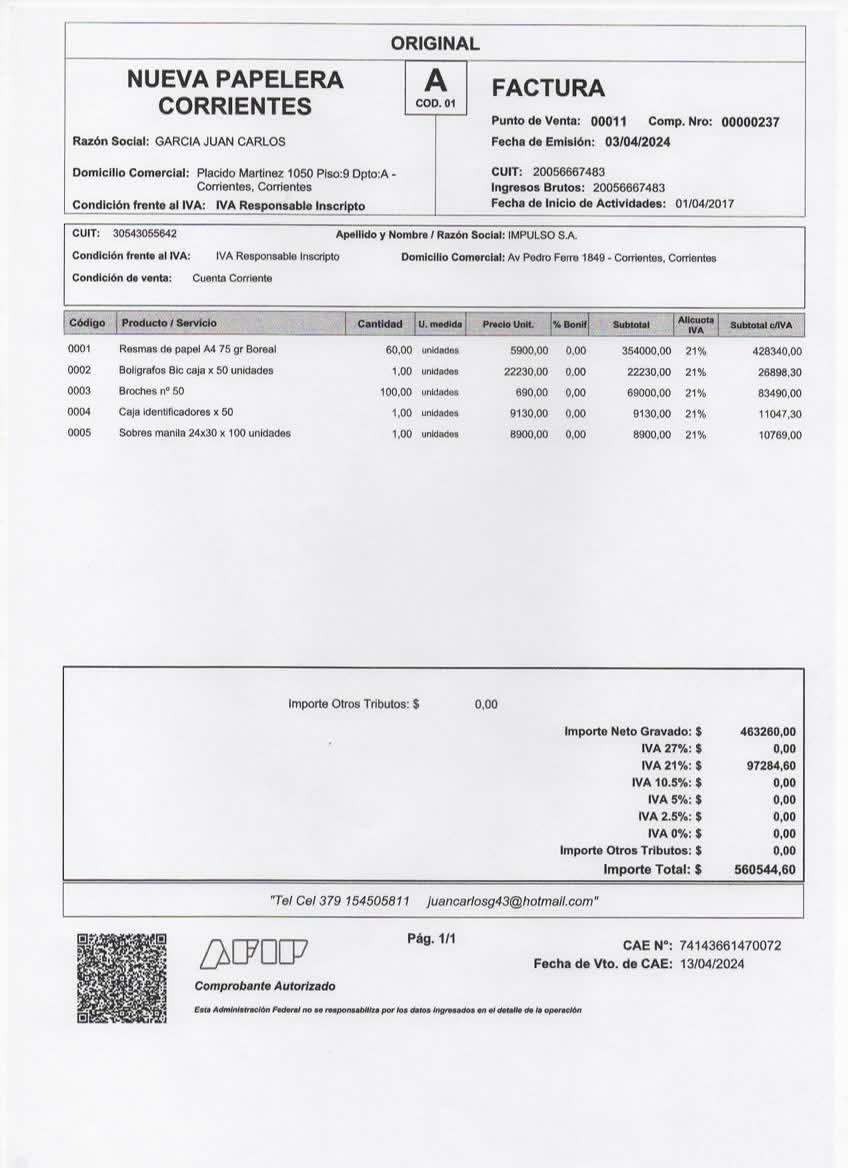 ORIGINAL
NUEVA PAPELERA
CORRIENTES
A
COD. 01
FACTURA
Punto de Venta: 00011 Comp. Nro: 00000237
Razón Social: GARCIA JUAN CARLOS
Fecha de Emisión: 03/04/2024
Domicilio Comercial: Placido Martinez 1050 Piso:9 Dpto:A -
Corrientes, Corrientes
CUIT: 20056667483
Ingresos Brutos: 20056667483
Condición frente al IVA: IVA Responsable Inscripto
Fecha de Inicio de Actividades: 01/04/2017
CUIT: 30543055642 Apellido y Nombre / Razón Social: IMPULSO S.A.
Condición frente al IVA: IVA Responsable Inscripto Domicilio Comercial: Av Pedro Ferre 1849 - Corrientes, Corrientes
Condición de venta: Cuenta Corriente
Código Producto / Servicio Cantidad U. medida Precio Unit. % Bonif Subtotal Alicuota IVA Subtotal c/IVA
0001 Resmas de papel A4 75 gr Boreal 60,00 unidades 5900,00 0,00 354000,00 21% 428340,00
0002 Boligrafos Bic caja x 50 unidades 1,00 unidades 22230,00 0,00 22230,00 21% 26898,30
0003 Broches nº 50 100,00 unidades 690,00 0,00 69000,00 21% 83490,00
0004 Caja identificadores x 50 1,00 unidades 9130,00 0,00 9130,00 21% 11047,30
0005 Sobres manila 24x30 x 100 unidades 1,00 unidades 8900,00 0,00 8900,00 21% 10769,00
Importe Otros Tributos: $ 0,00
Importe Neto Gravado: $ 463260,00
IVA 27%: $ 0,00
IVA 21%: $ 97284,60
IVA 10.5%: $ 0,00
IVA 5%: $ 0,00
IVA 2.5%: $ 0,00
IVA 0%: $ 0,00
Importe Otros Tributos: $ 0,00
Importe Total: $ 560544,60
"Tel Cel 379 154505811 juancarlosg43@hotmail.com"
AFIP
Pág. 1/1
CAE Nº: 74143661470072
Fecha de Vto. de CAE: 13/04/2024
Comprobante Autorizado
Esta Administración Federal no se responsabiliza por los datos ingresados en el detalle de la operación